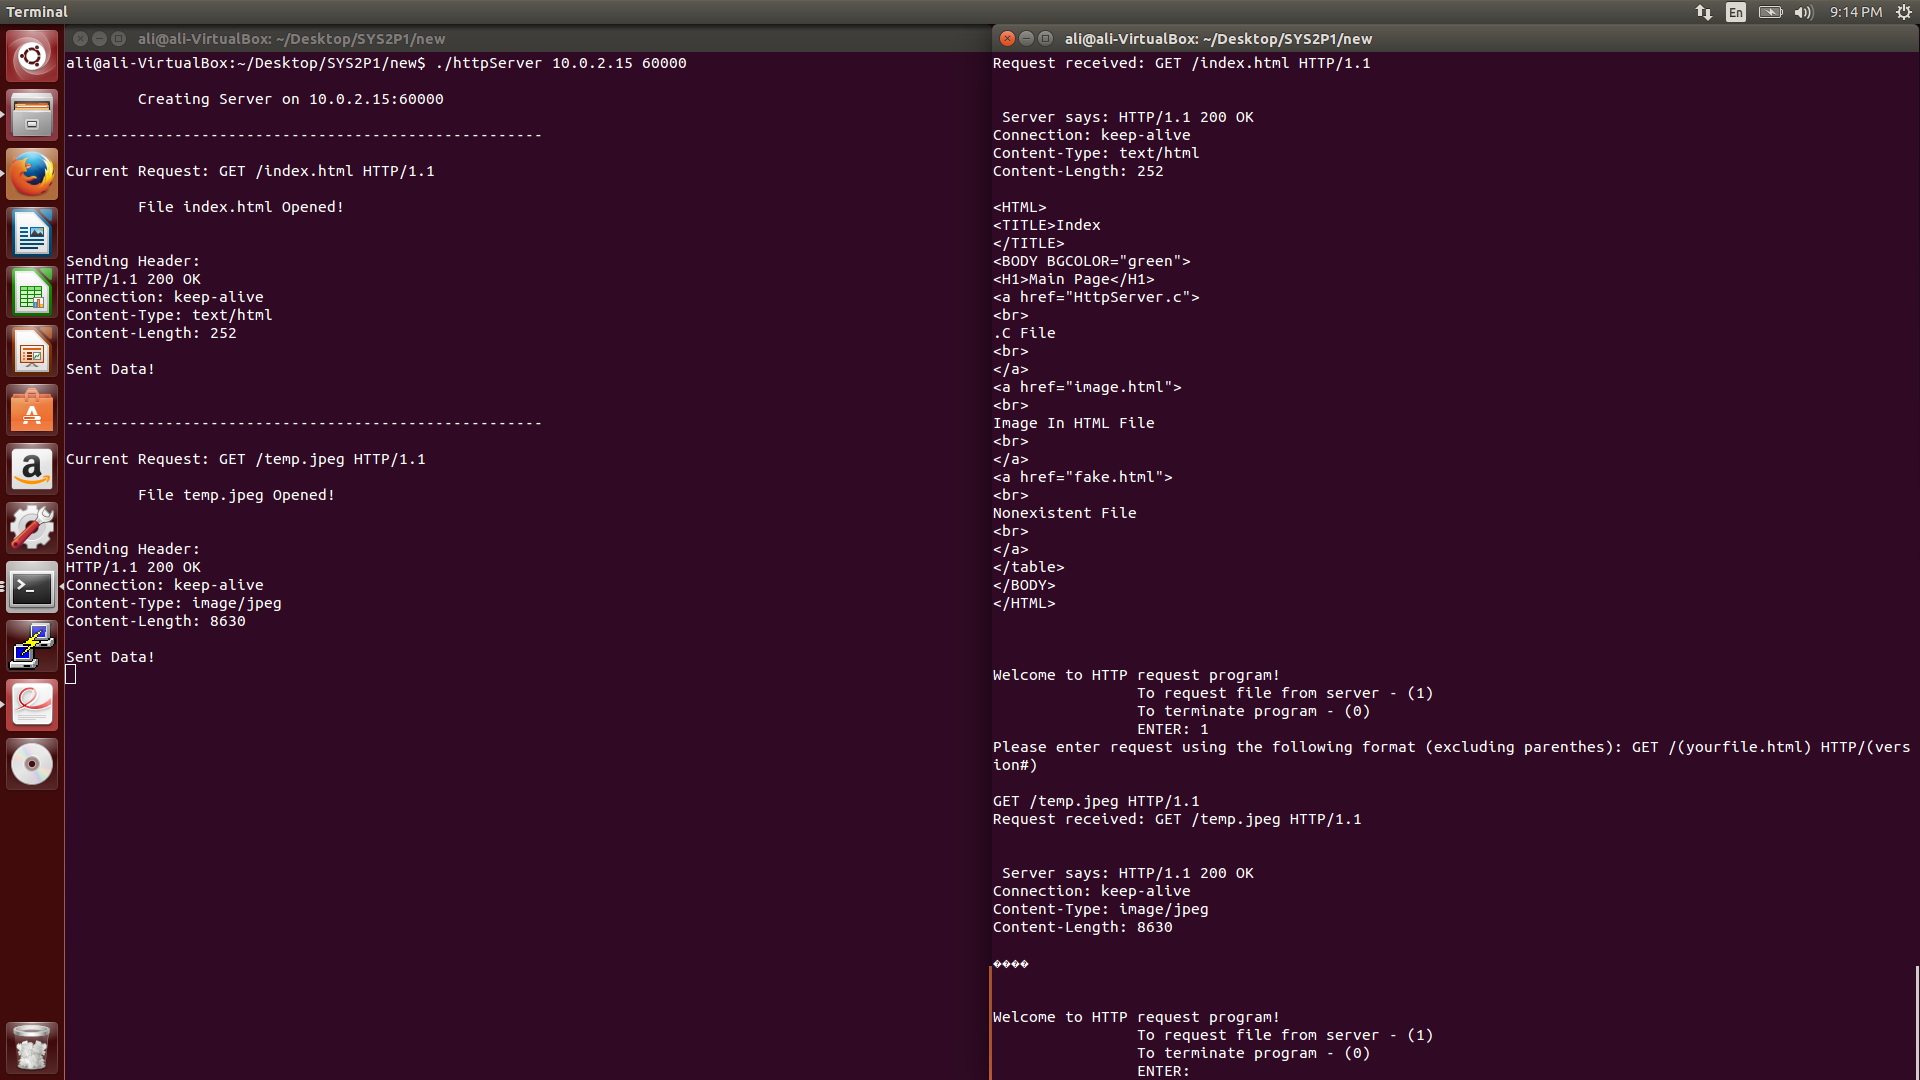 Terminal
En
9:14 PM
ali@ali-VirtualBox: ~/Desktop/SYS2P1/new
ali@ali-VirtualBox:~/Desktop/SYS2P1/new$ ./httpServer 10.0.2.15 60000
Creating Server on 10.0.2.15:60000
-----------------------------------------------------
Current Request: GET /index.html HTTP/1.1
File index.html Opened!
Sending Header:
HTTP/1.1 200 OK
Connection: keep-alive
Content-Type: text/html
Content-Length: 252
Sent Data!
-----------------------------------------------------
Current Request: GET /temp.jpeg HTTP/1.1
File temp.jpeg Opened!
Sending Header:
HTTP/1.1 200 OK
Connection: keep-alive
Content-Type: image/jpeg
Content-Length: 8630
Sent Data!
ali@ali-VirtualBox: ~/Desktop/SYS2P1/new
Request received: GET /index.html HTTP/1.1
Server says: HTTP/1.1 200 OK
Connection: keep-alive
Content-Type: text/html
Content-Length: 252
<HTML>
<TITLE>Index
</TITLE>
<BODY BGCOLOR="green">
<H1>Main Page</H1>
<a href="HttpServer.c">
<br>
.C File
<br>
</a>
<a href="image.html">
<br>
Image In HTML File
<br>
</a>
<a href="fake.html">
<br>
Nonexistent File
<br>
</a>
</table>
</BODY>
</HTML>
Welcome to HTTP request program!
To request file from server - (1)
To terminate program - (0)
ENTER: 1
Please enter request using the following format (excluding parenthes): GET /(yourfile.html) HTTP/(vers
ion#)
GET /temp.jpeg HTTP/1.1
Request received: GET /temp.jpeg HTTP/1.1
Server says: HTTP/1.1 200 OK
Connection: keep-alive
Content-Type: image/jpeg
Content-Length: 8630
����
Welcome to HTTP request program!
To request file from server - (1)
To terminate program - (0)
ENTER: